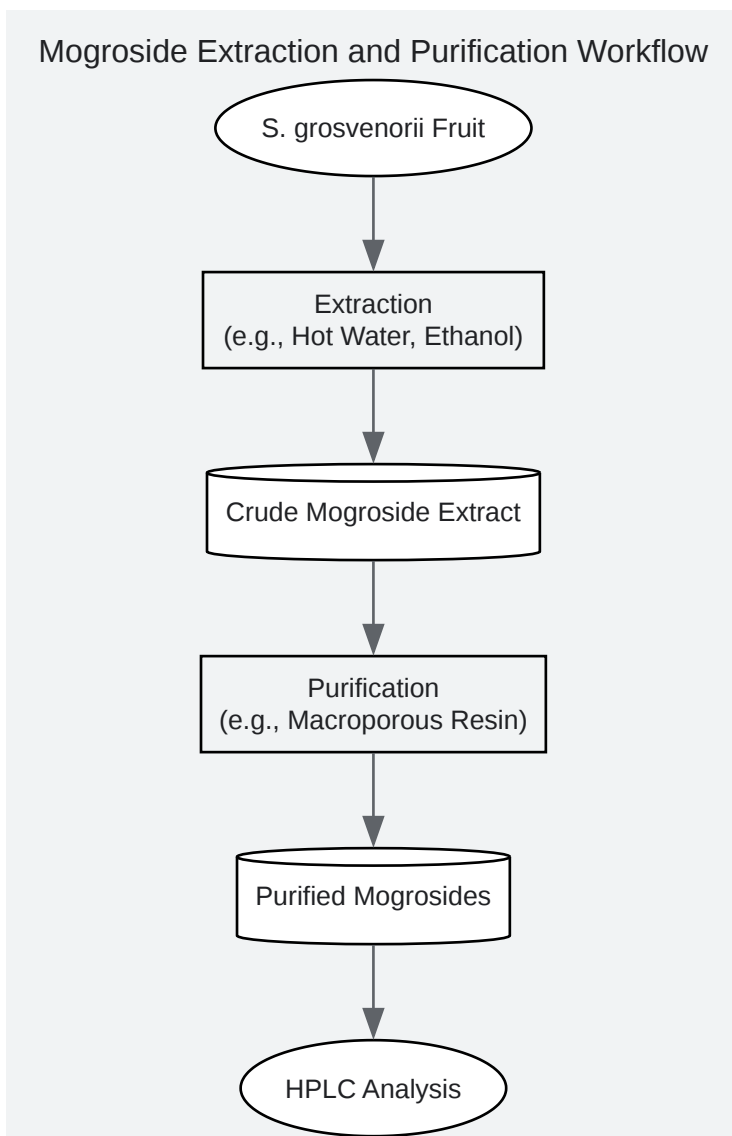 Mogroside Extraction and Purification Workflow
S. grosvenorii Fruit
Extraction
(e.g., Hot Water, Ethanol)
Crude Mogroside Extract
Purification
(e.g., Macroporous Resin)
Purified Mogrosides
HPLC Analysis